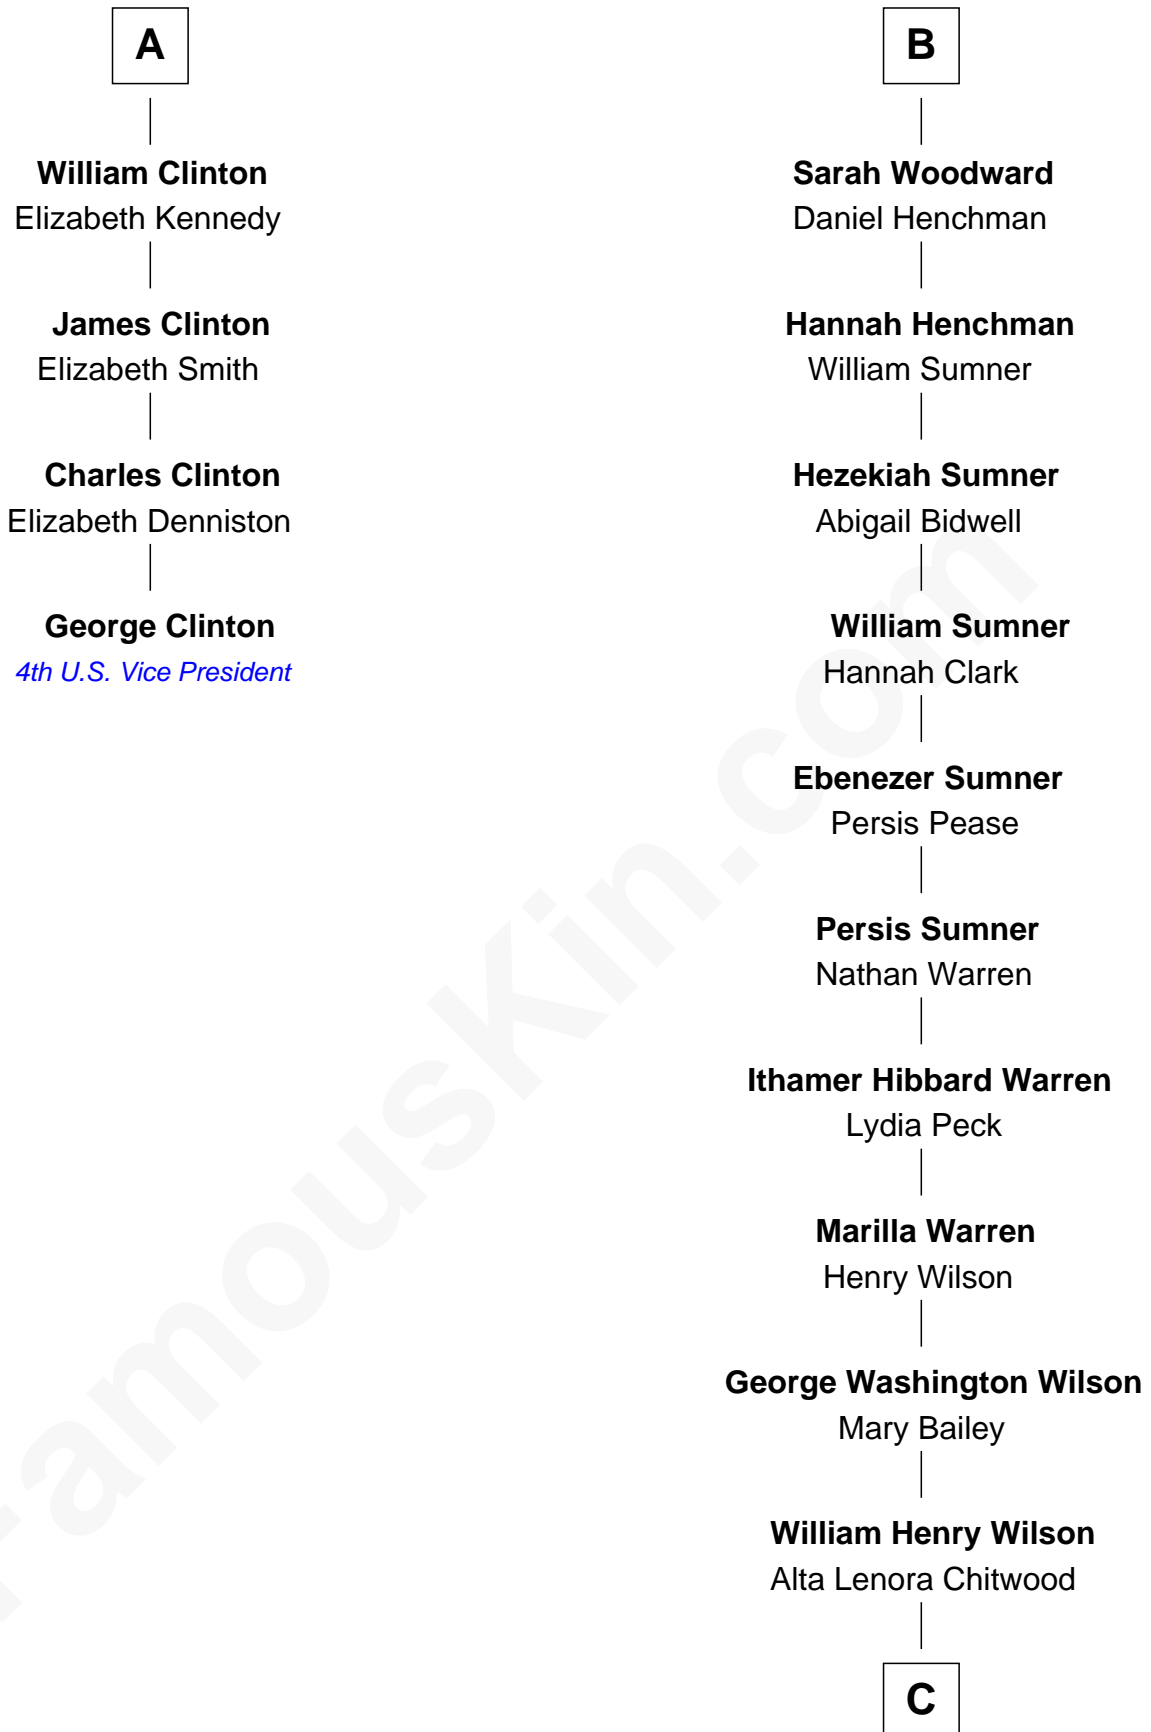 A
William Clinton
Elizabeth Kennedy
James Clinton
Elizabeth Smith
Charles Clinton
Elizabeth Denniston
George Clinton
4th U.S. Vice President
B
Sarah Woodward
Daniel Henchman
Hannah Henchman
William Sumner
Hezekiah Sumner
Abigail Bidwell
William Sumner
Hannah Clark
Ebenezer Sumner
Persis Pease
Persis Sumner
Nathan Warren
Ithamer Hibbard Warren
Lydia Peck
Marilla Warren
Henry Wilson
George Washington Wilson
Mary Bailey
William Henry Wilson
Alta Lenora Chitwood
C
FamousKin.com